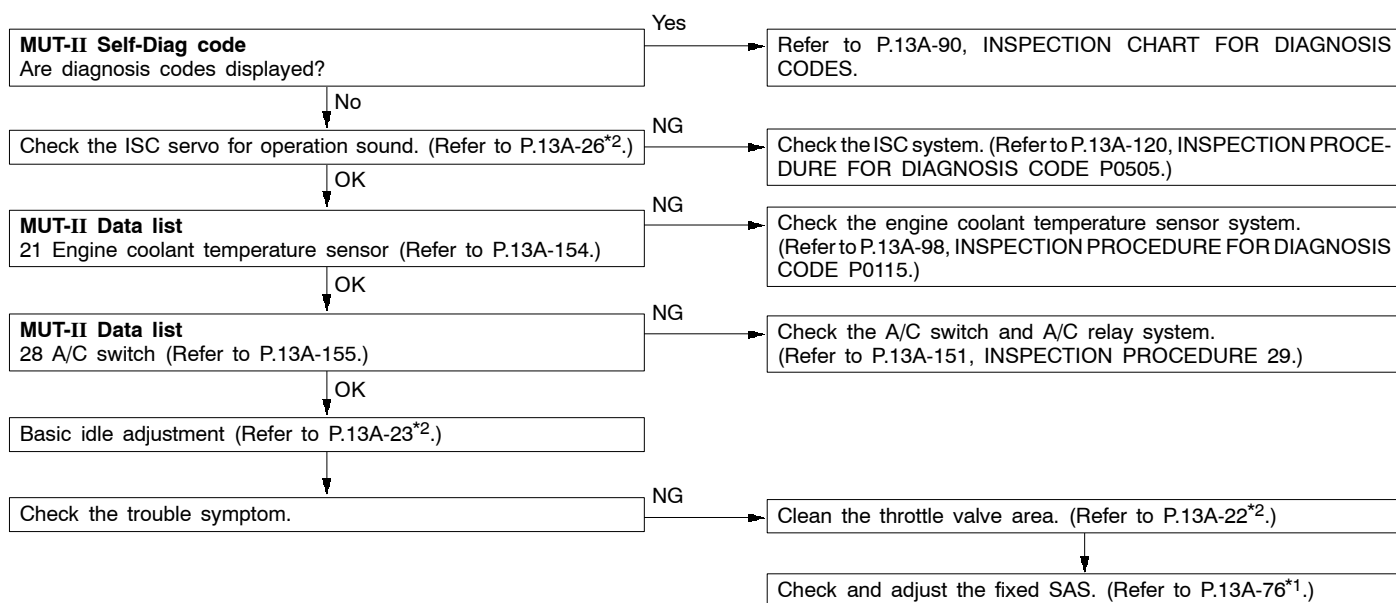 MUT-II Self-Diag code
Are diagnosis codes displayed?
Yes
Refer to P.13A-90, INSPECTION CHART FOR DIAGNOSIS
CODES.
No
Check the ISC servo for operation sound. (Refer to P.13A-26*2.)
NG
Check the ISC system. (Refer to P.13A-120, INSPECTION PROCE-
DURE FOR DIAGNOSIS CODE P0505.)
OK
MUT-II Data list
21 Engine coolant temperature sensor (Refer to P.13A-154.)
NG
Check the engine coolant temperature sensor system.
(Refer to P.13A-98, INSPECTION PROCEDURE FOR DIAGNOSIS
CODE P0115.)
OK
MUT-II Data list
28 A/C switch (Refer to P.13A-155.)
NG
Check the A/C switch and A/C relay system.
(Refer to P.13A-151, INSPECTION PROCEDURE 29.)
OK
Basic idle adjustment (Refer to P.13A-23*2.)
Check the trouble symptom.
NG
Clean the throttle valve area. (Refer to P.13A-22*2.)
Check and adjust the fixed SAS. (Refer to P.13A-76*1.)